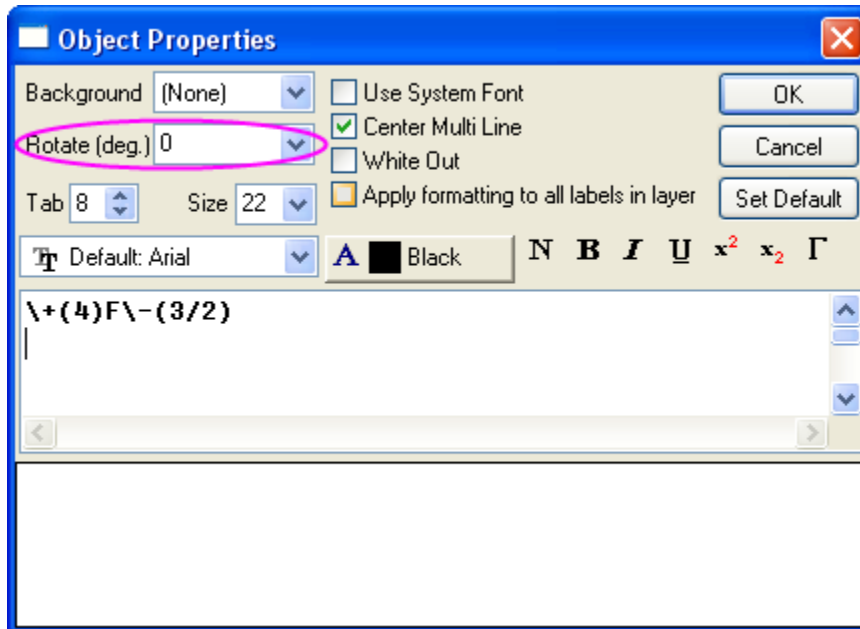 Object Properties
Background (None) Use System Font OK
Rotate (deg.) 0 Center Multi Line Cancel
White Out
Tab 8 Size 22 Apply formatting to all labels in layer Set Default
Default: Arial A Black N B I U x² x₂ Γ
\+(4)F\-(3/2)